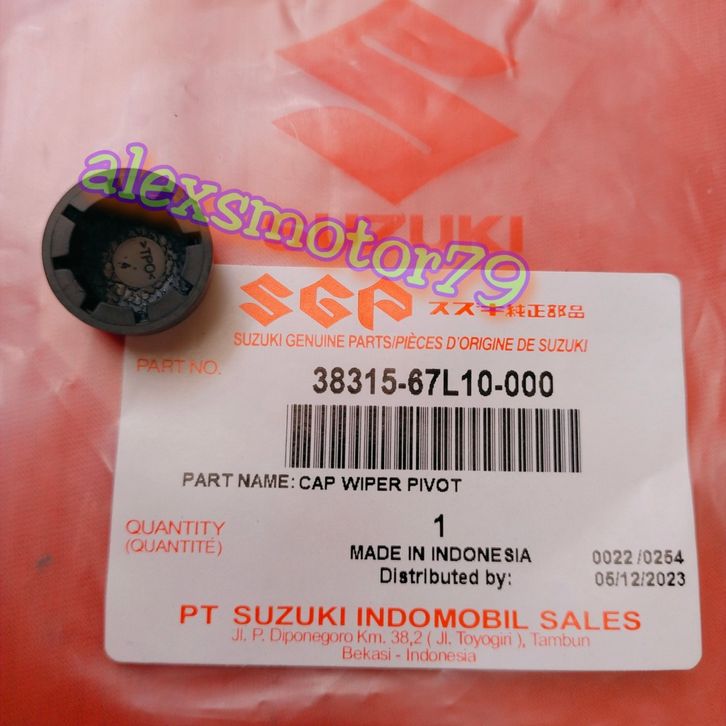 SUZUKI
alexsmotor79
>TPO<
SGP スズキ純正部品
SUZUKI GENUINE PARTS/PIÈCES D'ORIGINE DE SUZUKI
PART NO. 38315-67L10-000
PART NAME: CAP WIPER PIVOT
QUANTITY 1
(QUANTITÉ)
MADE IN INDONESIA 0022 /0254
Distributed by: 05/12/2023
PT SUZUKI INDOMOBIL SALES
Jl. P. Diponegoro Km. 38,2 ( Jl. Toyogiri ), Tambun
Bekasi - Indonesia